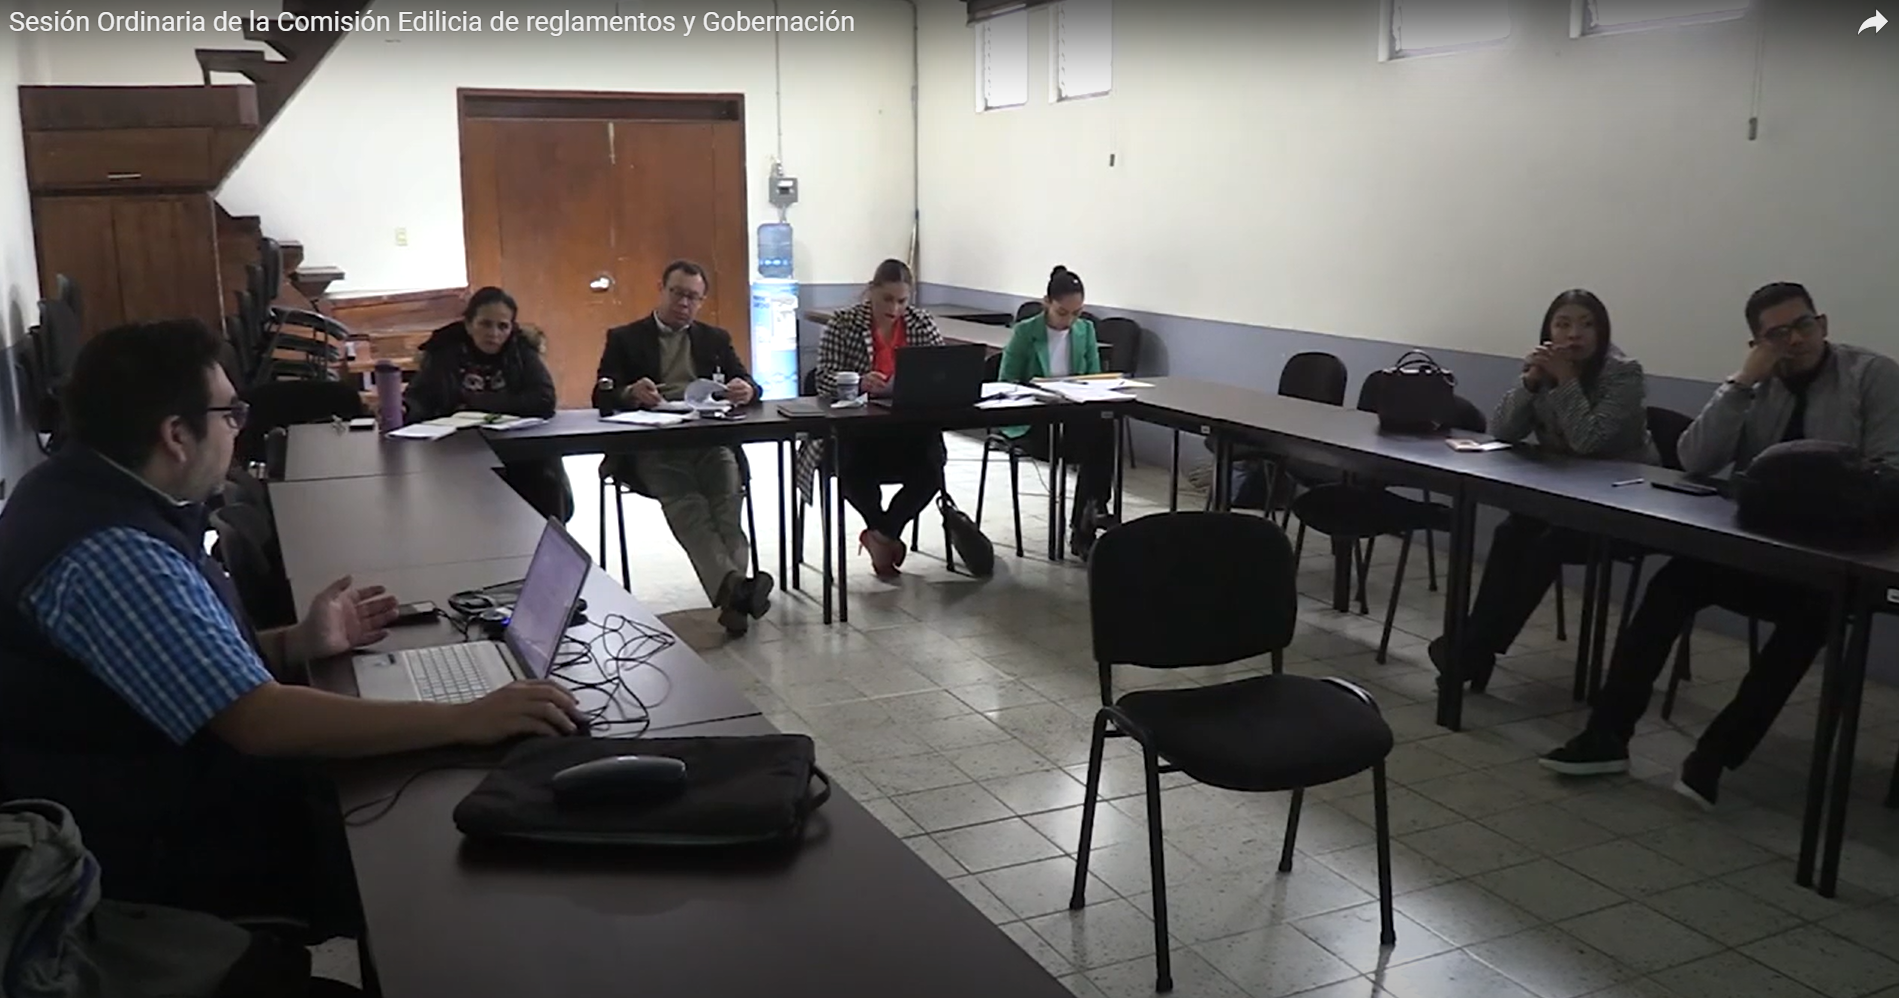 Sesión Ordinaria de la Comisión Edilicia de reglamentos y Gobernación